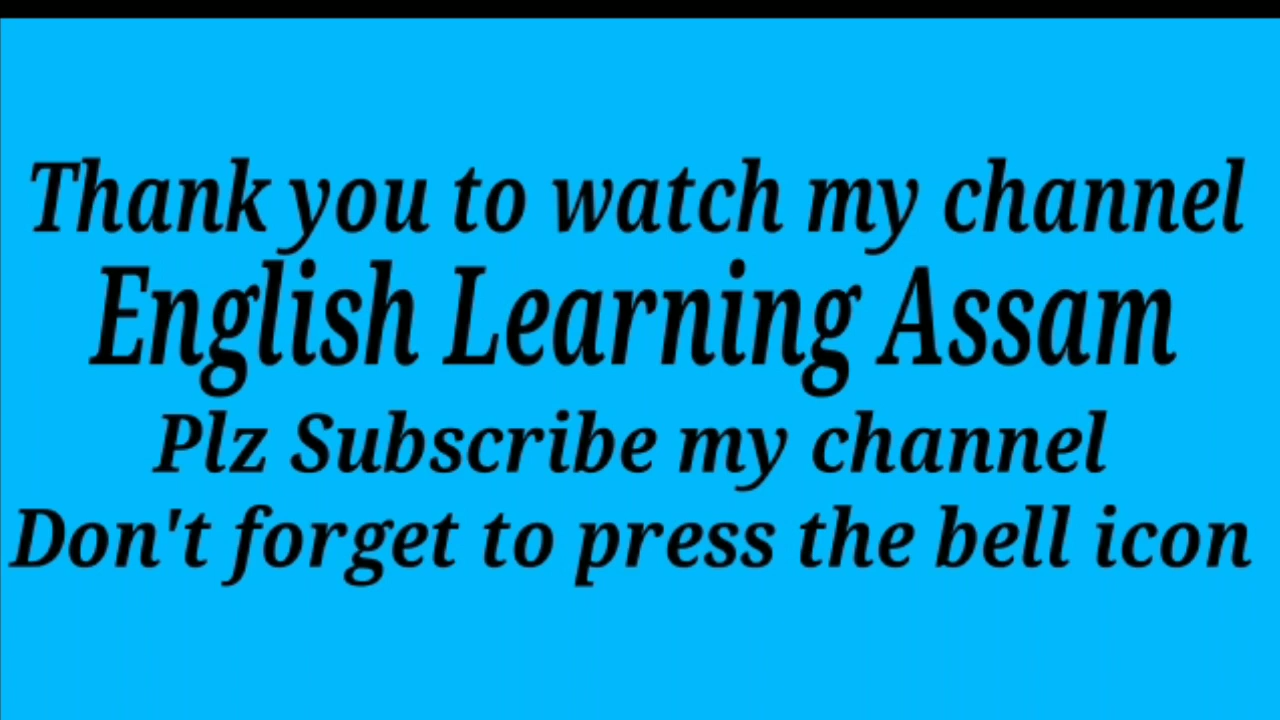 Thank you to watch my channel
English Learning Assam
Plz Subscribe my channel
Don't forget to press the bell icon